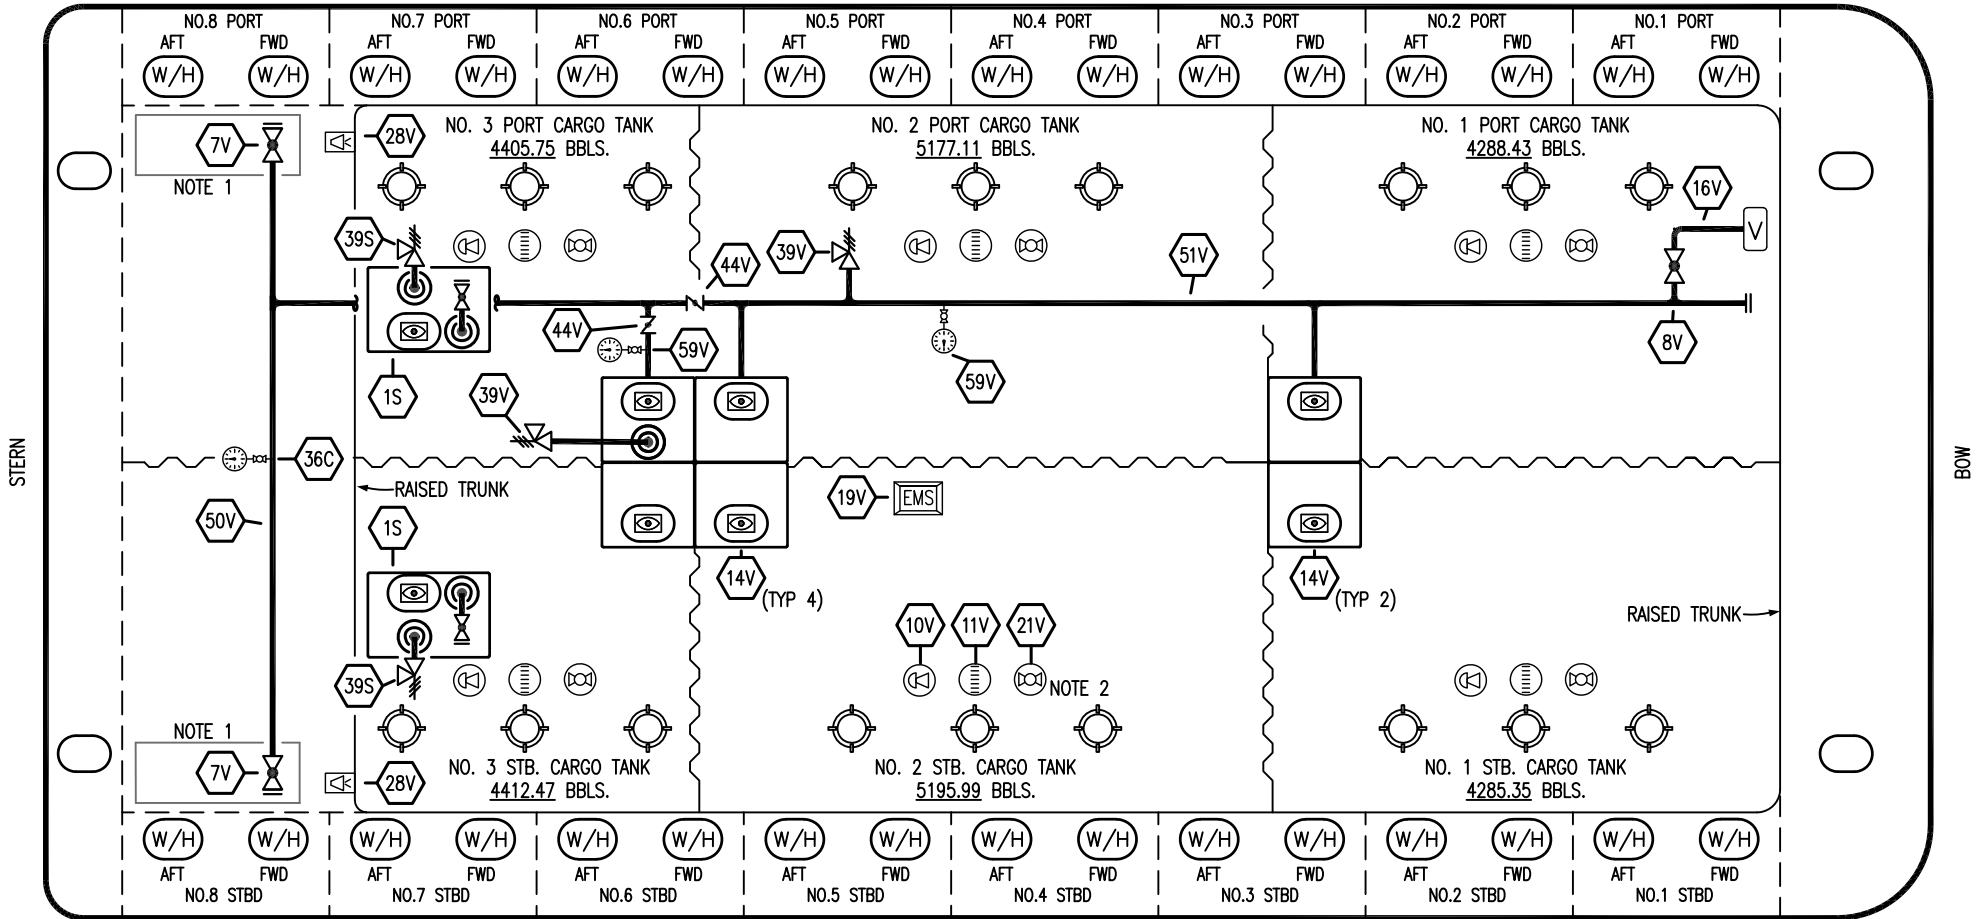 NO.8 PORT NO.7 PORT NO.6 PORT NO.5 PORT NO.4 PORT NO.3 PORT NO.2 PORT NO.1 PORT
AFT FWD AFT FWD AFT FWD AFT FWD AFT FWD AFT FWD AFT FWD AFT FWD
W/H W/H W/H W/H W/H W/H W/H W/H W/H W/H W/H W/H W/H W/H W/H W/H
NO. 3 PORT CARGO TANK
4405.75 BBLS.
NO. 2 PORT CARGO TANK
5177.11 BBLS.
NO. 1 PORT CARGO TANK
4288.43 BBLS.
7V
28V
NOTE 1
16V
V
39S
44V
39V
51V
44V
59V
59V
8V
1S
39V
STERN
36C
BOW
RAISED TRUNK
50V
1S
19V
EMS
14V
(TYP 4)
14V
(TYP 2)
10V 11V 21V
RAISED TRUNK
39S
NOTE 2
NOTE 1
7V
28V
NO. 3 STB. CARGO TANK
4412.47 BBLS.
NO. 2 STB. CARGO TANK
5195.99 BBLS.
NO. 1 STB. CARGO TANK
4285.35 BBLS.
W/H W/H W/H W/H W/H W/H W/H W/H W/H W/H W/H W/H W/H W/H W/H W/H
AFT FWD AFT FWD AFT FWD AFT FWD AFT FWD AFT FWD AFT FWD AFT FWD
NO.8 STBD NO.7 STBD NO.6 STBD NO.5 STBD NO.4 STBD NO.3 STBD NO.2 STBD NO.1 STBD